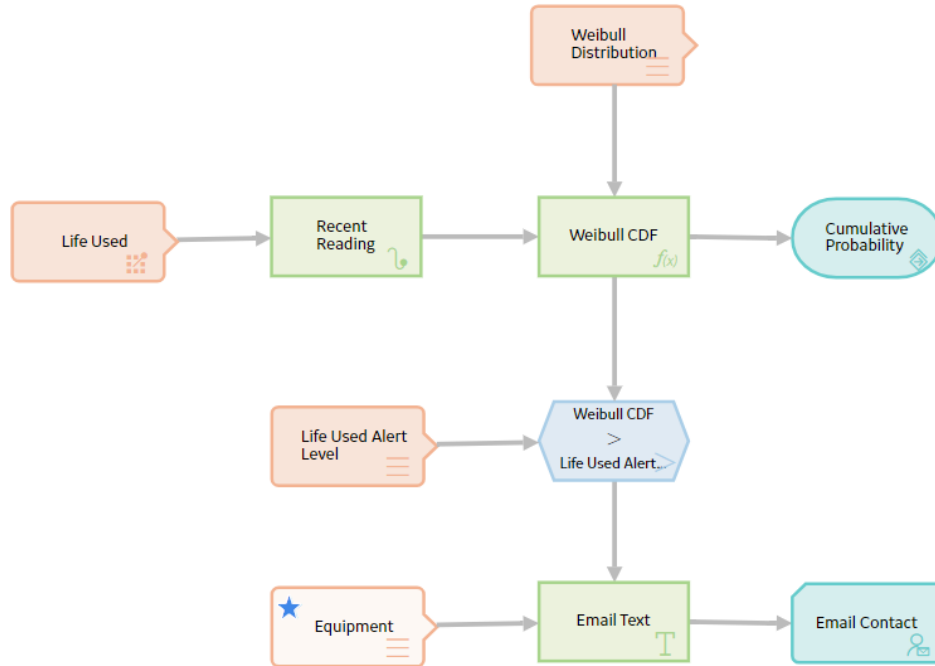 Weibull
Distribution
Life Used
Recent
Reading
Weibull CDF
f(x)
Cumulative
Probability
Life Used Alert
Level
Weibull CDF
>
Life Used Alert...
Equipment
Email Text
T
Email Contact